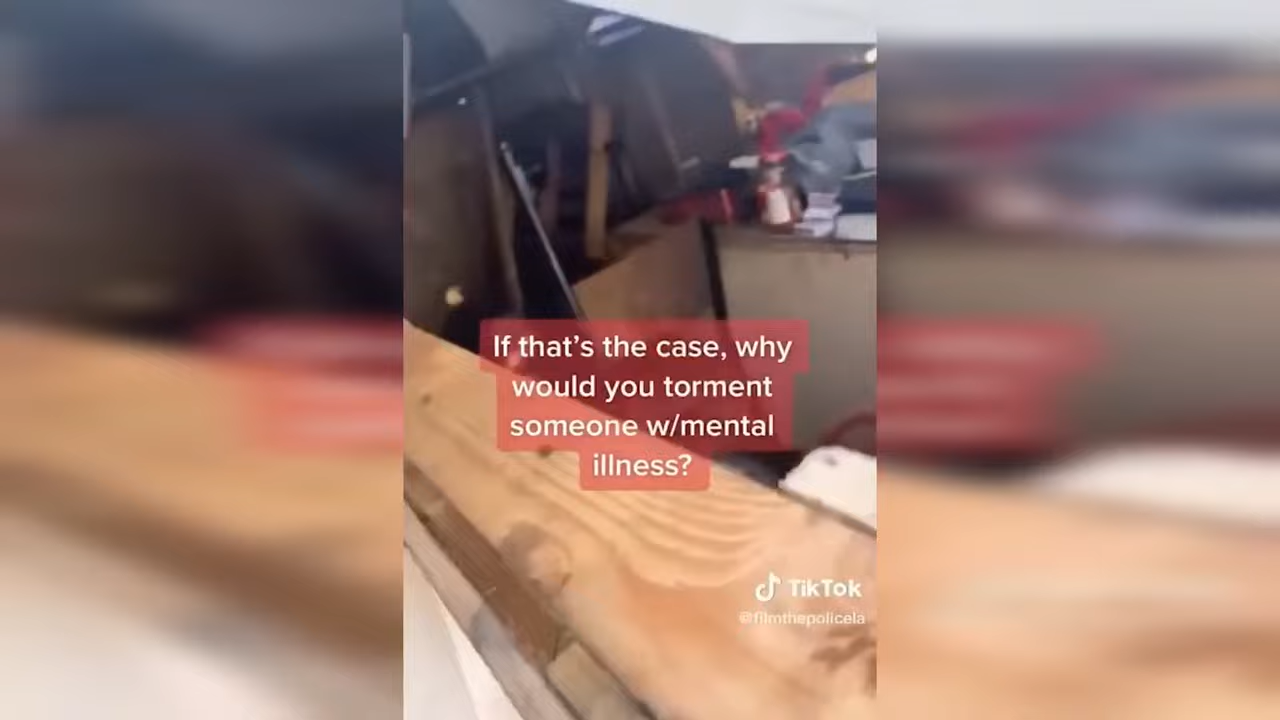 If that's the case, why
would you torment
someone w/mental
illness?
TikTok
@filmthepolicela